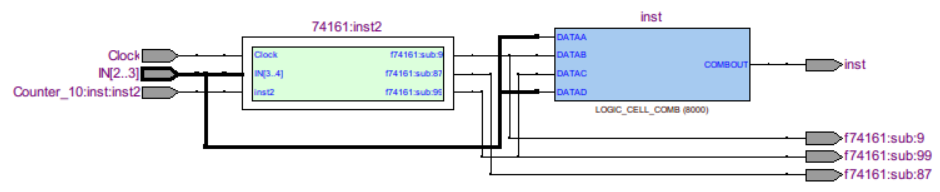 74161:inst2
inst
Clock
IN[2..3]
Counter_10:inst:inst2
Clock
IN[3..4]
inst2
f74161:sub:9
f74161:sub:87
f74161:sub:99
DATAA
DATAB
DATAC
DATAD
COMBOUT
LOGIC_CELL_COMB (8000)
inst
f74161:sub:9
f74161:sub:99
f74161:sub:87